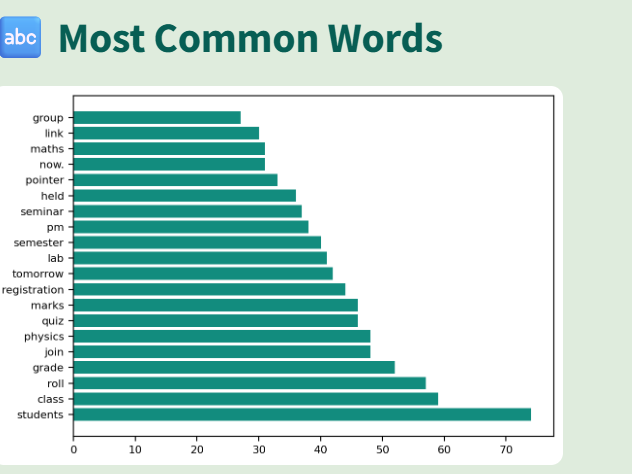 abc Most Common Words
group
link
maths
now.
pointer
held
seminar
pm
semester
lab
tomorrow
registration
marks
quiz
physics
join
grade
roll
class
students
0 10 20 30 40 50 60 70